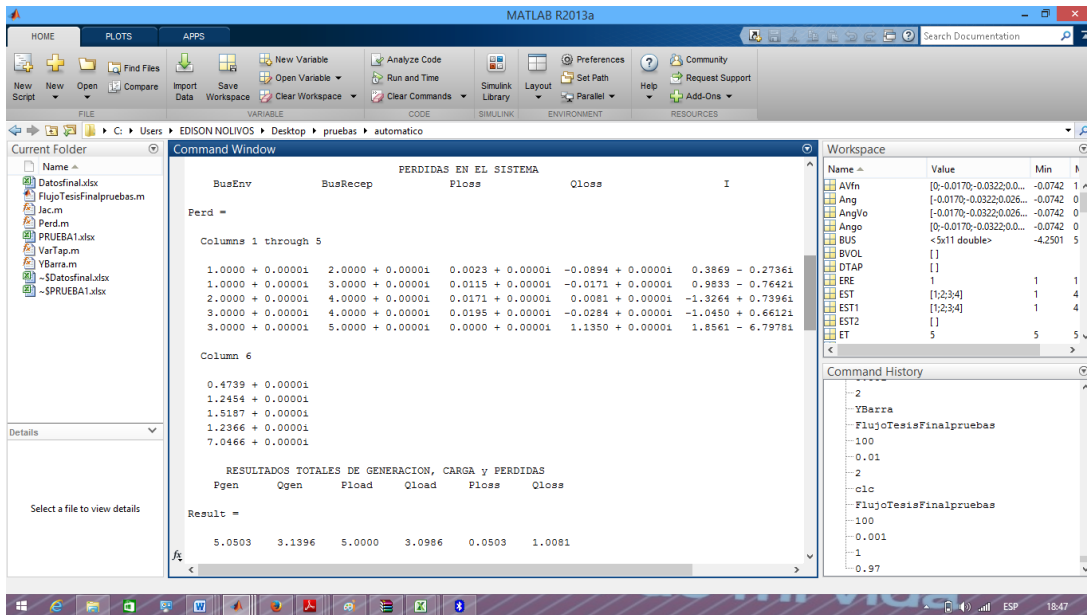 MATLAB R2013a
HOME PLOTS APPS
Search Documentation
New Script
New
Open
Find Files
Compare
Import Data
Save Workspace
New Variable
Open Variable
Clear Workspace
Analyze Code
Run and Time
Clear Commands
Simulink Library
Layout
Preferences
Set Path
Parallel
Help
Community
Request Support
Add-Ons
FILE VARIABLE CODE SIMULINK ENVIRONMENT RESOURCES
C: Users EDISON NOLIVOS Desktop pruebas automatico
Current Folder
Name
Datosfinal.xlsx
FlujoTesisFinalpruebas.m
Jac.m
Perd.m
PRUEBA1.xlsx
VarTap.m
YBarra.m
~$Datosfinal.xlsx
~$PRUEBA1.xlsx
Details
Select a file to view details
Command Window
PERDIDAS EN EL SISTEMA
BusEnv BusRecep Ploss Qloss I
Perd =
Columns 1 through 5
1.0000 + 0.0000i 2.0000 + 0.0000i 0.0023 + 0.0000i -0.0894 + 0.0000i 0.3869 - 0.2736i
1.0000 + 0.0000i 3.0000 + 0.0000i 0.0115 + 0.0000i -0.0171 + 0.0000i 0.9833 - 0.7642i
2.0000 + 0.0000i 4.0000 + 0.0000i 0.0171 + 0.0000i 0.0081 + 0.0000i -1.3264 + 0.7396i
3.0000 + 0.0000i 4.0000 + 0.0000i 0.0195 + 0.0000i -0.0284 + 0.0000i -1.0450 + 0.6612i
3.0000 + 0.0000i 5.0000 + 0.0000i 0.0000 + 0.0000i 1.1350 + 0.0000i 1.8561 - 6.7978i
Column 6
0.4739 + 0.0000i
1.2454 + 0.0000i
1.5187 + 0.0000i
1.2366 + 0.0000i
7.0466 + 0.0000i
RESULTADOS TOTALES DE GENERACION, CARGA y PERDIDAS
Pgen Qgen Pload Qload Ploss Qloss
Result =
5.0503 3.1396 5.0000 3.0986 0.0503 1.0081
fx
Workspace
Name Value Min
AVfn [0;-0.0170;-0.0322;0.0... -0.0742 1
Ang [-0.0170;-0.0322;0.026... -0.0742 0
AngVo [-0.0170;-0.0322;0.026... -0.0742 0
Ango [0;-0.0170;-0.0322;0.0... -0.0742 0
BUS <5x11 double> -4.2501 5
BVOL []
DTAP []
ERE 1 1 1
EST [1;2;3;4] 1 4
EST1 [1;2;3;4] 1 4
EST2 []
ET 5 5 5
Command History
2
YBarra
FlujoTesisFinalpruebas
100
0.01
2
clc
FlujoTesisFinalpruebas
100
0.001
1
0.97
ESP 18:47